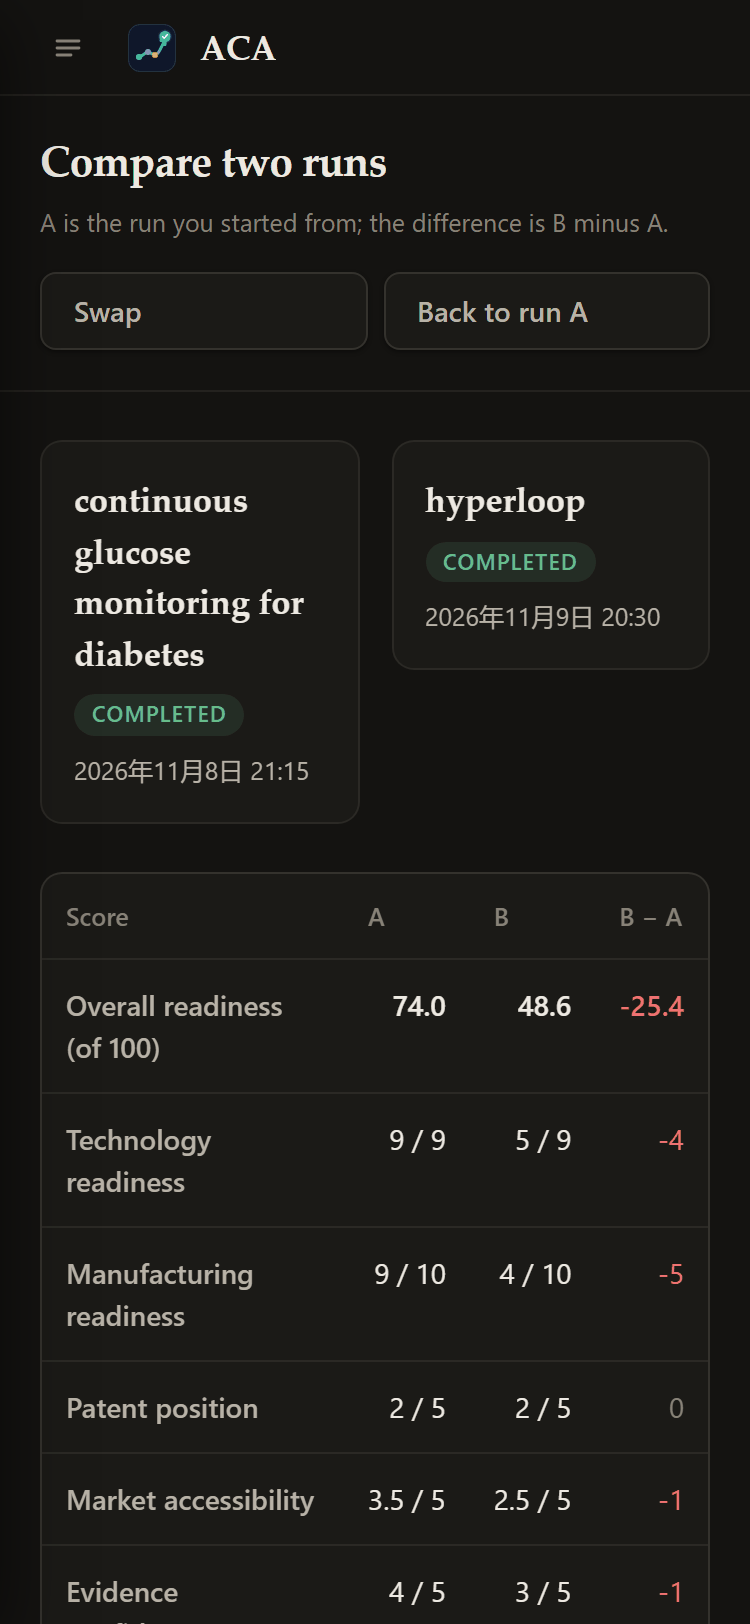 ACA
Compare two runs
A is the run you started from; the difference is B minus A.
Swap
Back to run A
continuous
glucose
monitoring for
diabetes
COMPLETED
2026年11月8日 21:15
hyperloop
COMPLETED
2026年11月9日 20:30
Score A B B – A
Overall readiness 74.0 48.6 -25.4
(of 100)
Technology 9 / 9 5 / 9 -4
readiness
Manufacturing 9 / 10 4 / 10 -5
readiness
Patent position 2 / 5 2 / 5 0
Market accessibility 3.5 / 5 2.5 / 5 -1
Evidence 4 / 5 3 / 5 -1